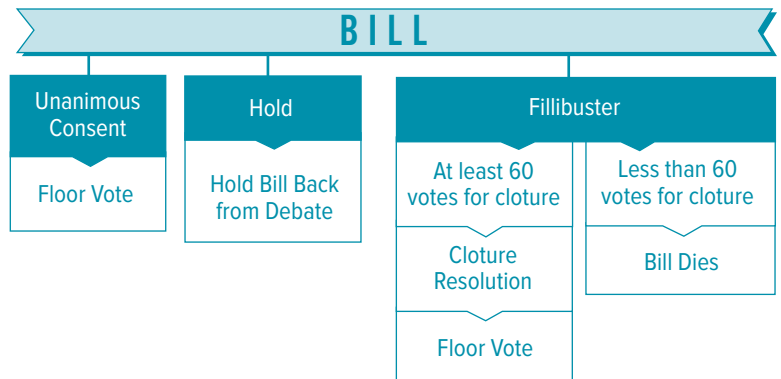 BILL
Unanimous
Consent
Floor Vote
Hold
Hold Bill Back
from Debate
Fillibuster
At least 60
votes for cloture
Cloture
Resolution
Floor Vote
Less than 60
votes for cloture
Bill Dies